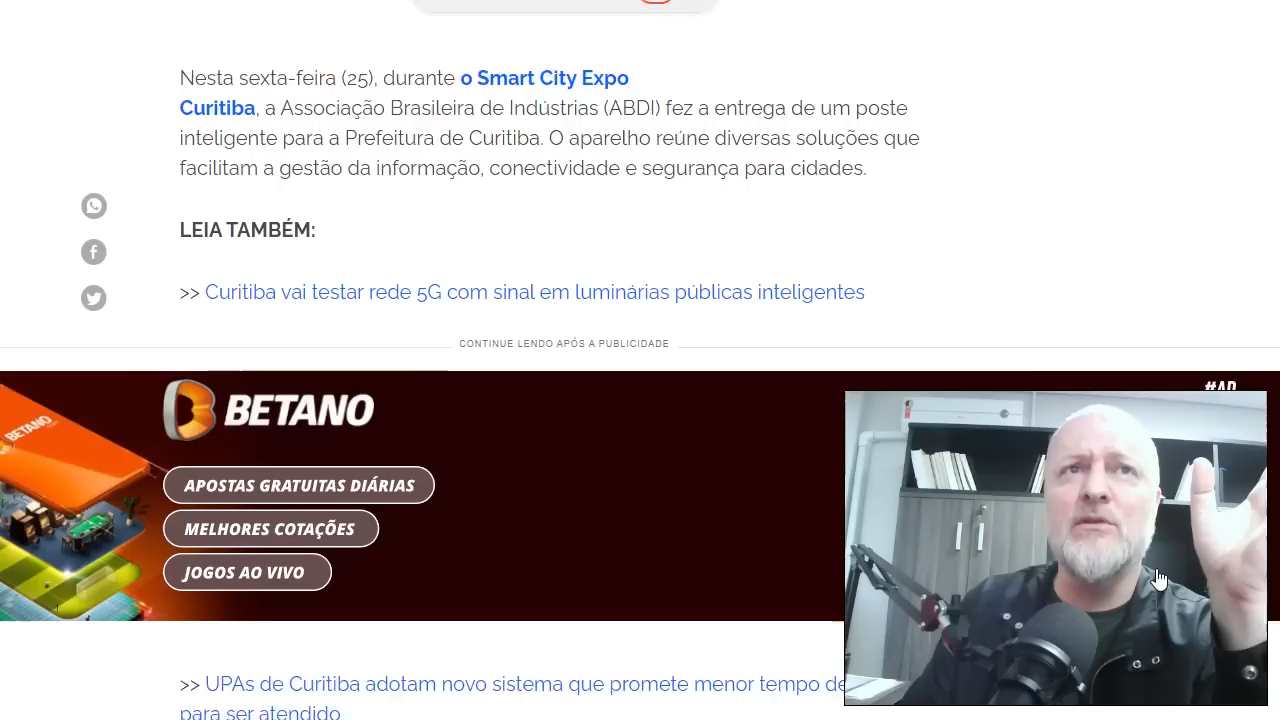 Nesta sexta-feira (25), durante o Smart City Expo
Curitiba, a Associação Brasileira de Indústrias (ABDI) fez a entrega de um poste
inteligente para a Prefeitura de Curitiba. O aparelho reúne diversas soluções que
facilitam a gestão da informação, conectividade e segurança para cidades.
LEIA TAMBÉM:
>> Curitiba vai testar rede 5G com sinal em luminárias públicas inteligentes
CONTINUE LENDO APÓS A PUBLICIDADE
#AD
BETANO
BETANO
APOSTAS GRATUITAS DIÁRIAS
MELHORES COTAÇÕES
JOGOS AO VIVO
>> UPAs de Curitiba adotam novo sistema que promete menor tempo de
para ser atendido